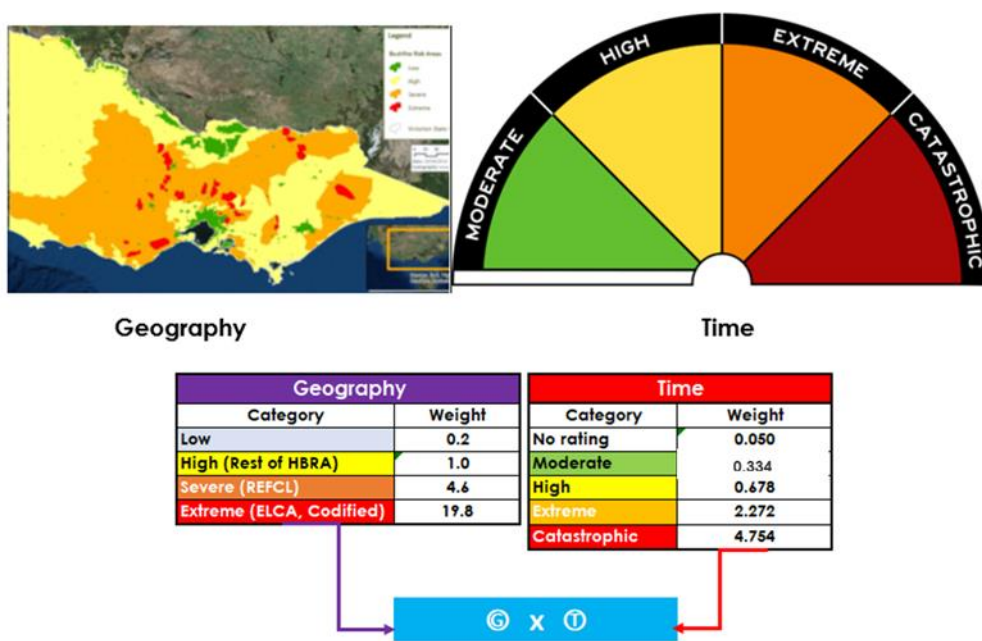 Legend
Bushfire Risk Areas
Low
High
Severe
Extreme
MODERATE
HIGH
EXTREME
CATASTROPHIC
Geography
Time
Geography
Category Weight
Low 0.2
High (Rest of HBRA) 1.0
Severe (REFCL) 4.6
Extreme (ELCA, Codified) 19.8
Time
Category Weight
No rating 0.050
Moderate 0.334
High 0.678
Extreme 2.272
Catastrophic 4.754
G x T